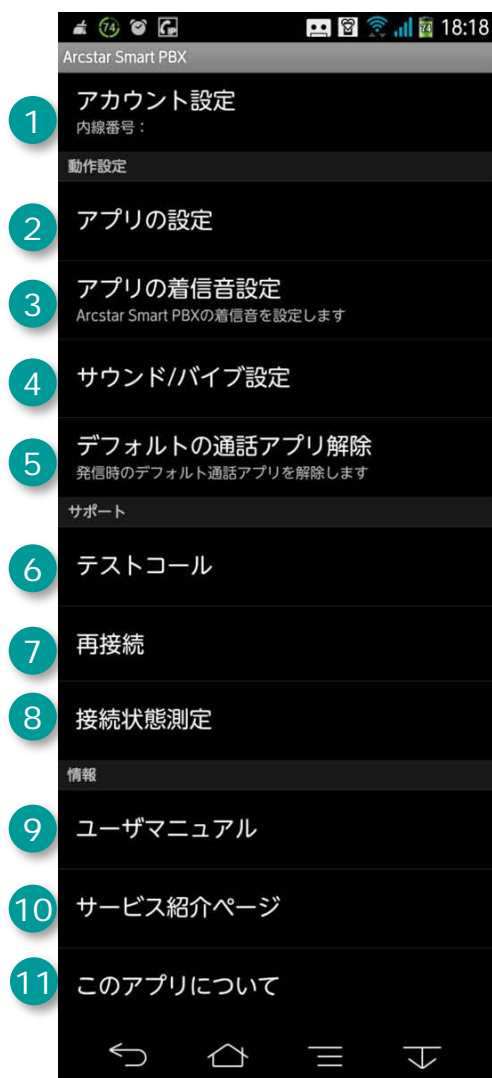 74
18:18
Arcstar Smart PBX
1
アカウント設定
内線番号：
動作設定
2
アプリの設定
3
アプリの着信音設定
Arcstar Smart PBXの着信音を設定します
4
サウンド/バイブ設定
5
デフォルトの通話アプリ解除
発信時のデフォルト通話アプリを解除します
サポート
6
テストコール
7
再接続
8
接続状態測定
情報
9
ユーザマニュアル
10
サービス紹介ページ
11
このアプリについて